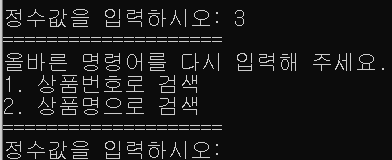 정수값을 입력하시오: 3
====================
올바른 명령어를 다시 입력해 주세요.
1. 상품번호로 검색
2. 상품명으로 검색
====================
정수값을 입력하시오: